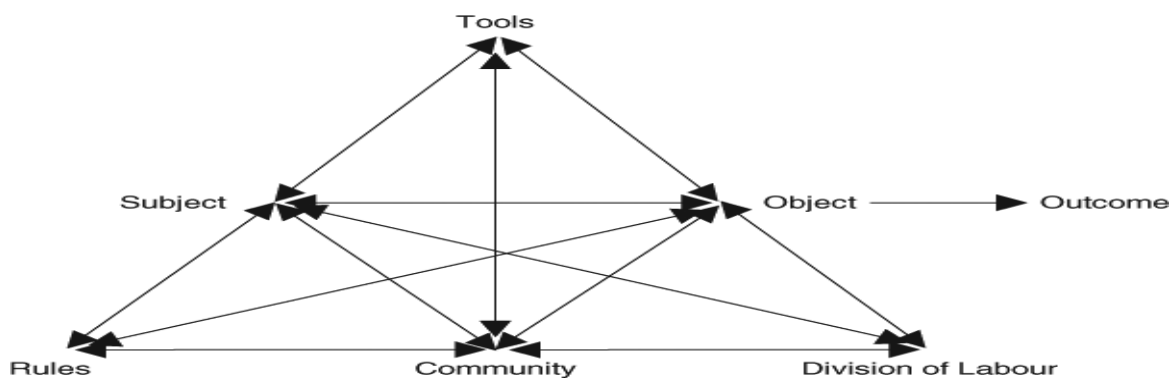 Tools
Subject
Object
Outcome
Rules
Community
Division of Labour